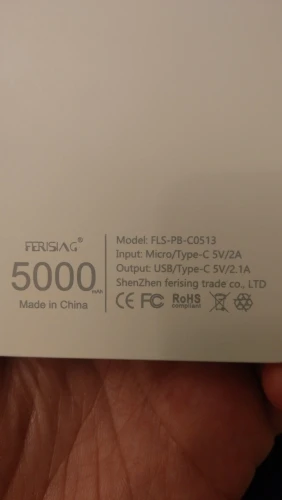 FERISING®
5000mAh
Made in China
Model: FLS-PB-C0513
Input: Micro/Type-C 5V/2A
Output: USB/Type-C 5V/2.1A
ShenZhen ferising trade co., LTD
CE FC RoHS
compliant